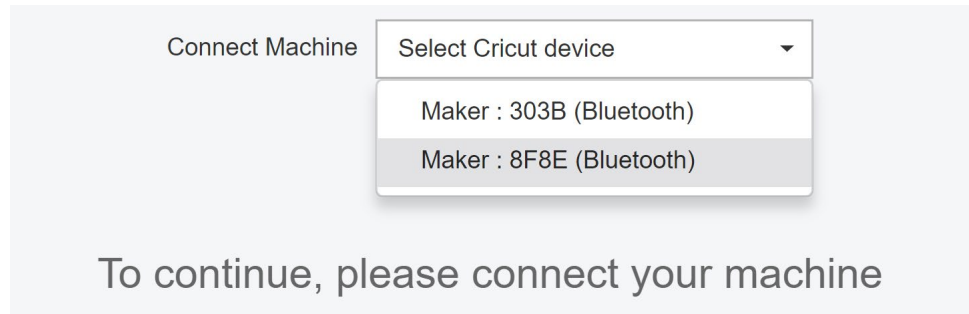 Connect Machine Select Cricut device
Maker : 303B (Bluetooth)
Maker : 8F8E (Bluetooth)
To continue, please connect your machine